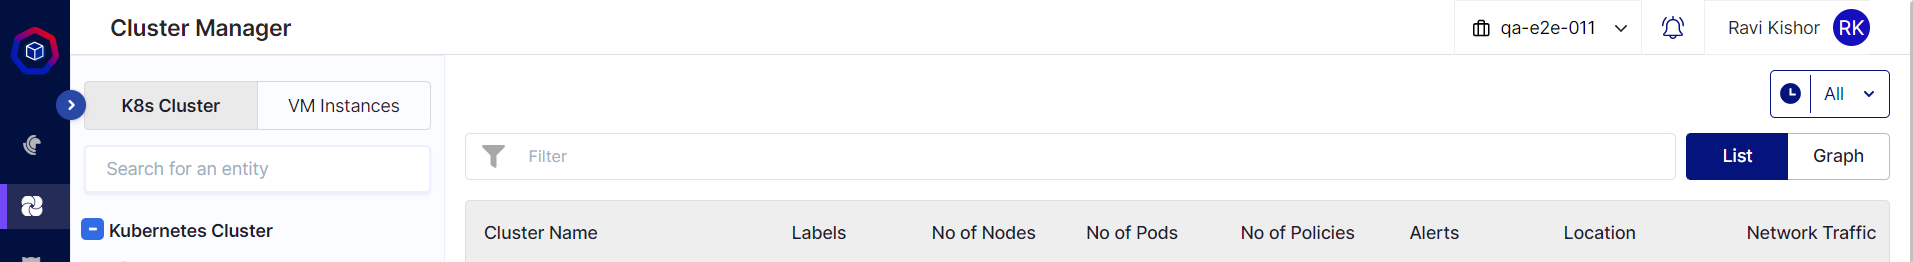 Cluster Manager
qa-e2e-011
Ravi Kishor
RK
K8s Cluster
VM Instances
All
Search for an entity
Filter
List
Graph
Kubernetes Cluster
Cluster Name
Labels
No of Nodes
No of Pods
No of Policies
Alerts
Location
Network Traffic